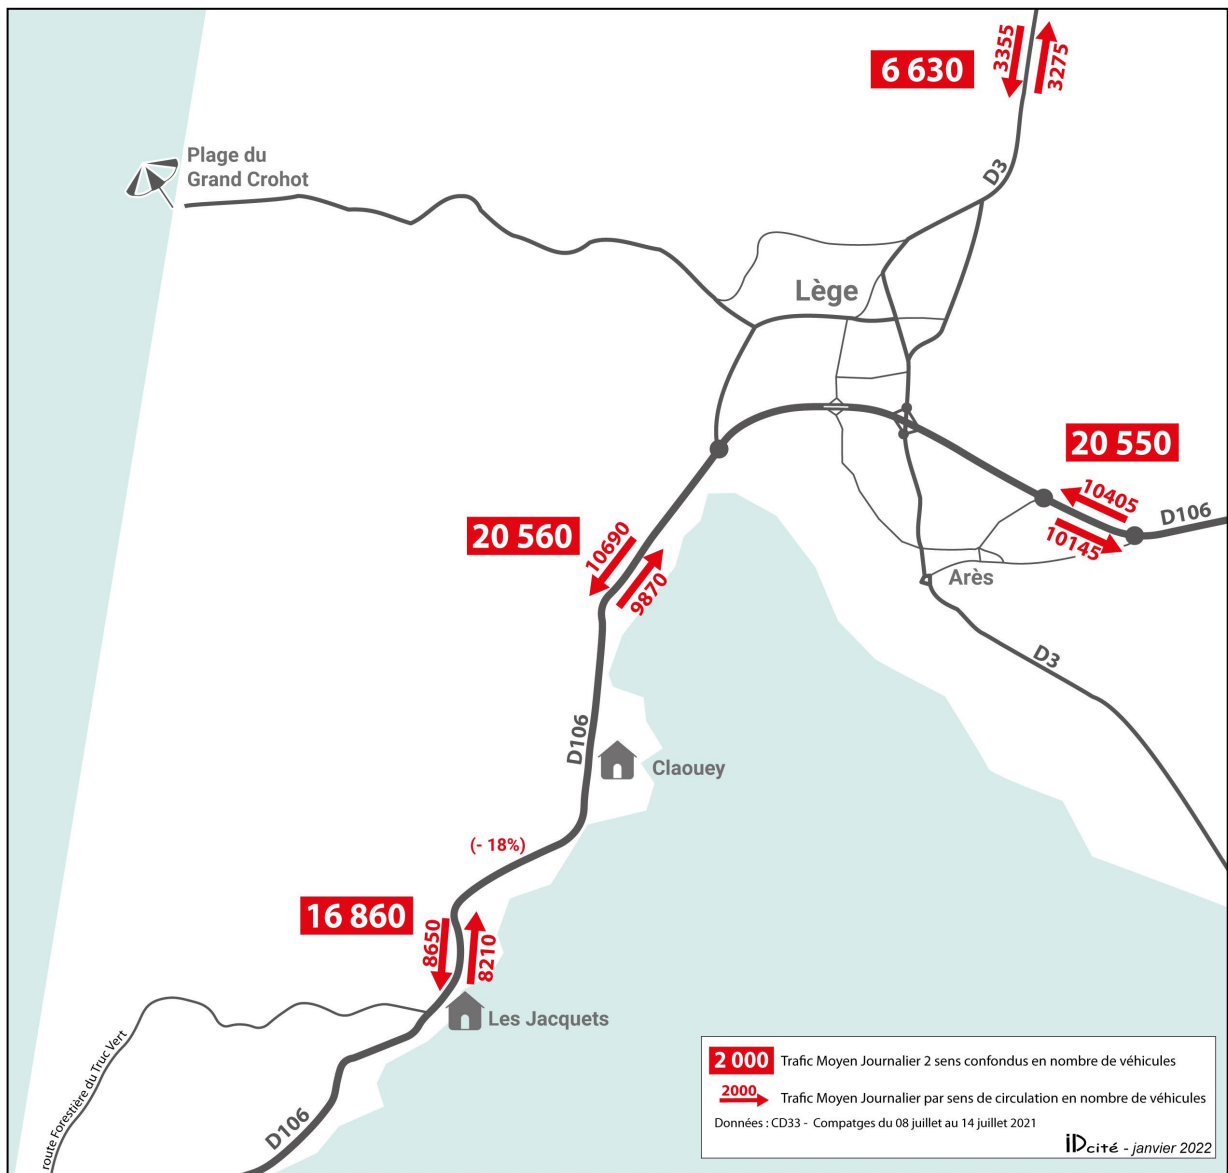 6 630
3355
3275
D3
Plage du
Grand Crohot
Lège
20 550
10405
10145
D106
20 560
10690
9870
Arès
D3
D106
Claouey
(- 18%)
16 860
8650
8210
Les Jacquets
route Forestière du Truc Vert
D106
2 000 Trafic Moyen Journalier 2 sens confondus en nombre de véhicules
2000 Trafic Moyen Journalier par sens de circulation en nombre de véhicules
Données : CD33 - Compatges du 08 juillet au 14 juillet 2021
iDcité - janvier 2022